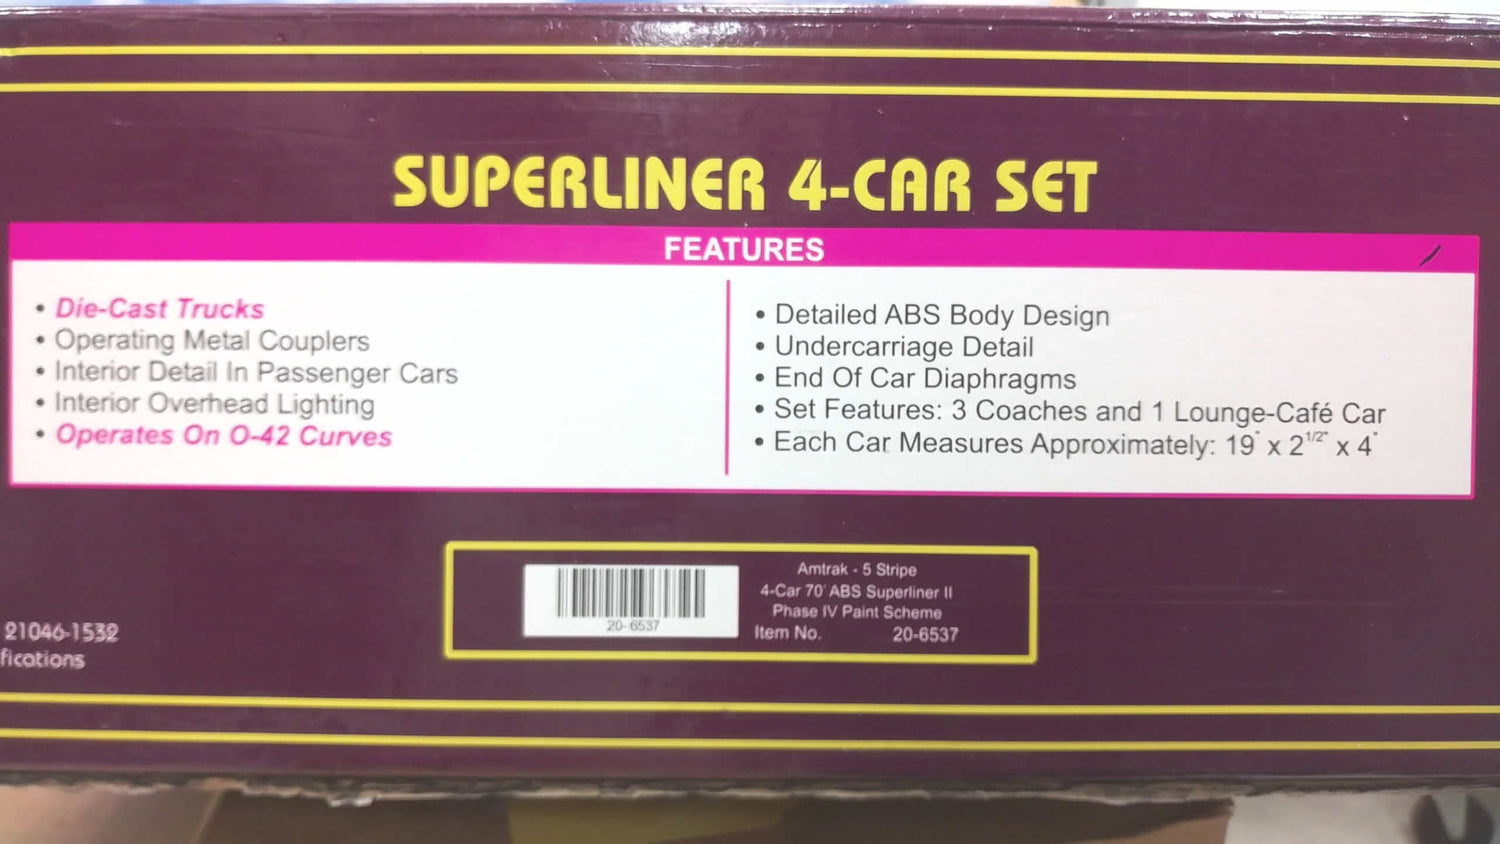 SUPERLINER 4-CAR SET
FEATURES
• Die-Cast Trucks
• Operating Metal Couplers
• Interior Detail In Passenger Cars
• Interior Overhead Lighting
• Operates On O-42 Curves
• Detailed ABS Body Design
• Undercarriage Detail
• End Of Car Diaphragms
• Set Features: 3 Coaches and 1 Lounge-Café Car
• Each Car Measures Approximately: 19" x 2 1/2" x 4"
20-6537
Amtrak - 5 Stripe
4-Car 70' ABS Superliner II
Phase IV Paint Scheme
Item No. 20-6537
21046-1532
fications